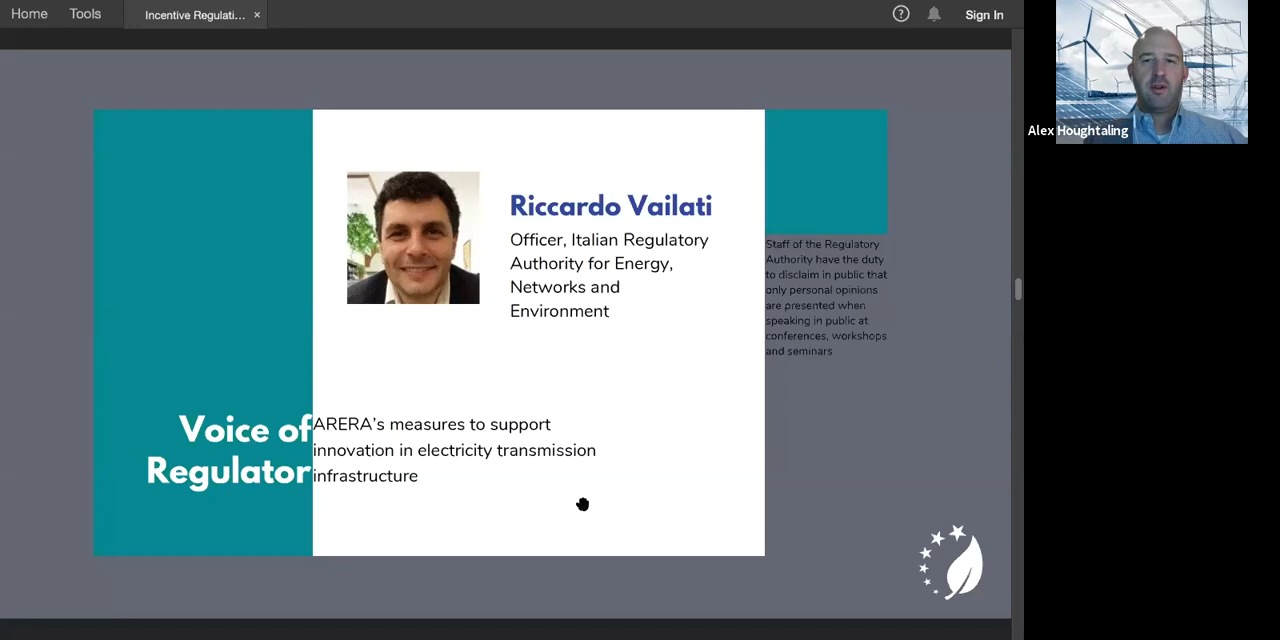 Home Tools Incentive Regulati... × ? Sign In
Alex Houghtaling
Riccardo Vailati
Officer, Italian Regulatory
Authority for Energy,
Networks and
Environment
Staff of the Regulatory
Authority have the duty
to disclaim in public that
only personal opinions
are presented when
speaking in public at
conferences, workshops
and seminars
Voice of
Regulator
ARERA's measures to support
innovation in electricity transmission
infrastructure